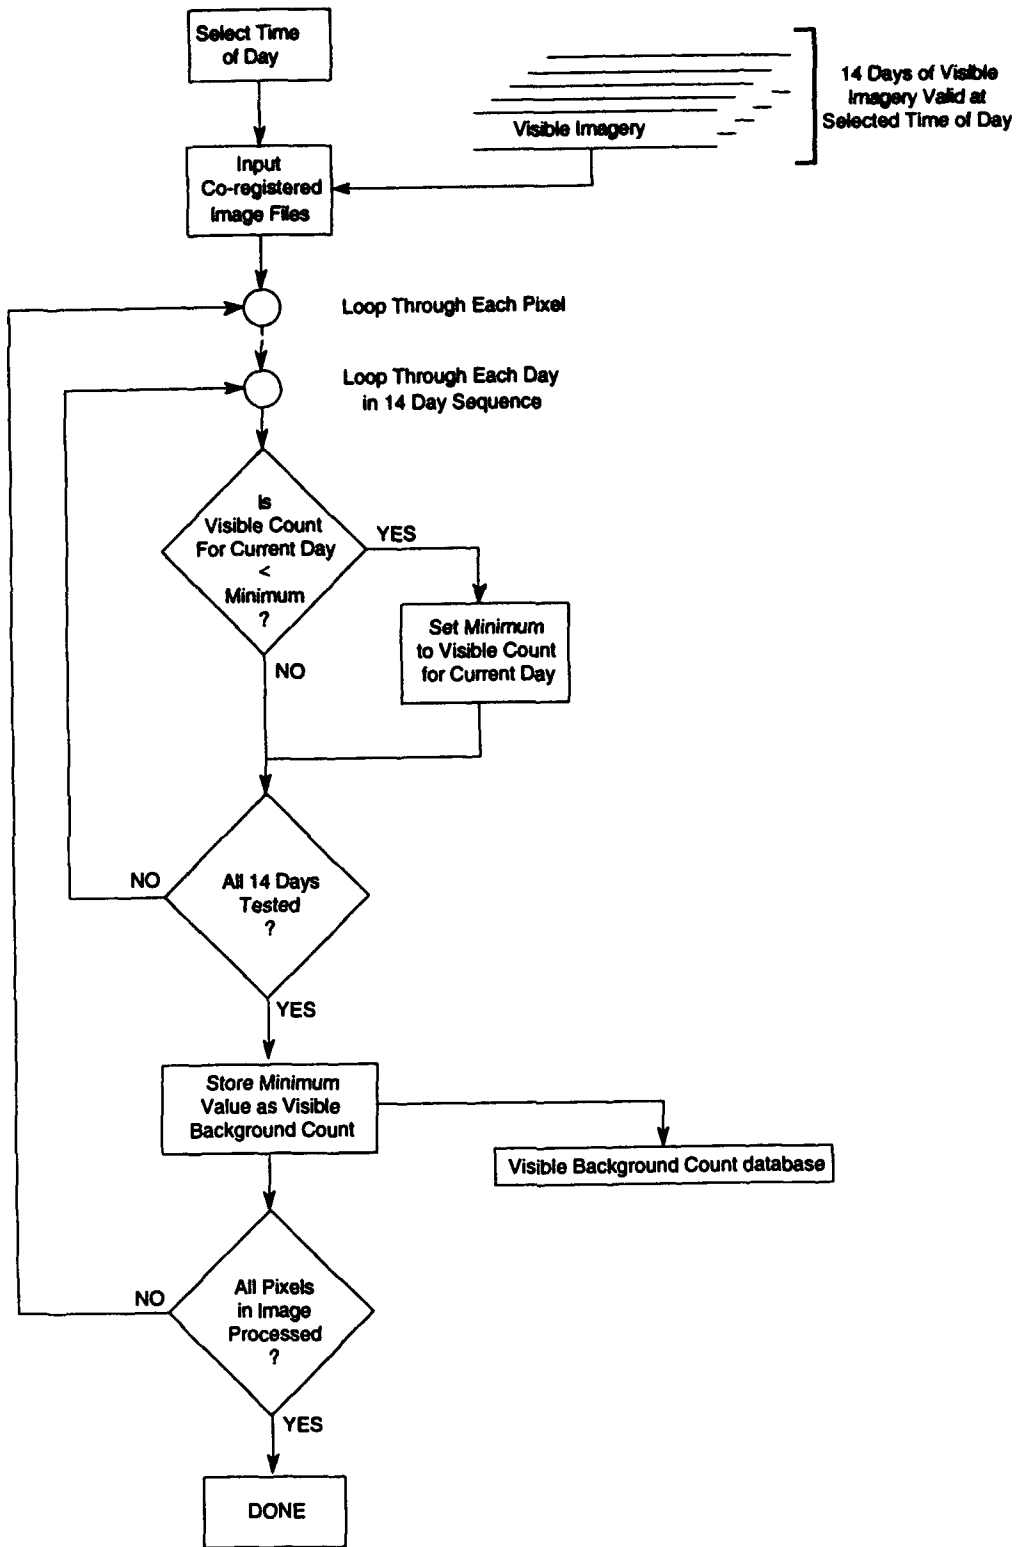 Select Time
of Day
14 Days of Visible
Imagery Valid at
Selected Time of Day
Visible Imagery
Input
Co-registered
Image Files
Loop Through Each Pixel
Loop Through Each Day
in 14 Day Sequence
Is
Visible Count
For Current Day
<
Minimum
?
YES
Set Minimum
to Visible Count
for Current Day
NO
All 14 Days
Tested
?
NO
YES
Store Minimum
Value as Visible
Background Count
Visible Background Count database
All Pixels
in Image
Processed
?
NO
YES
DONE